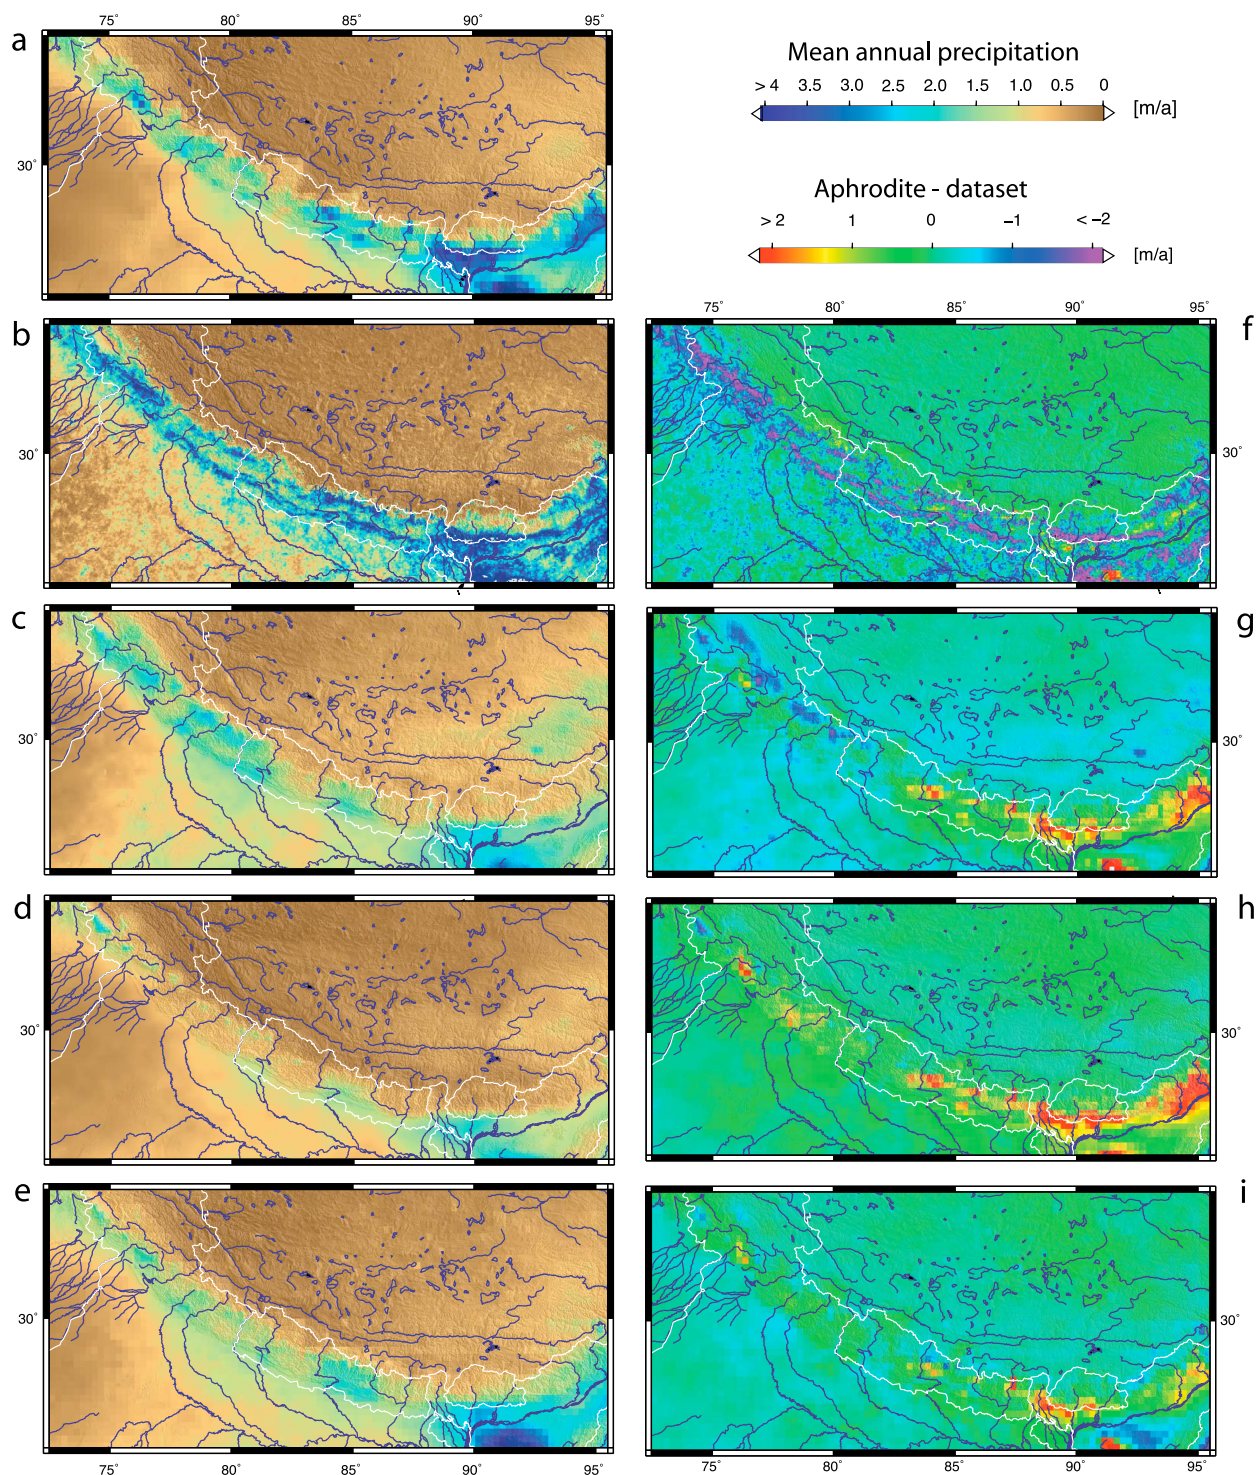 75° 80° 85° 90° 95°
a
Mean annual precipitation
> 4 3.5 3.0 2.5 2.0 1.5 1.0 0.5 0
[m/a]
30°
Aphrodite - dataset
> 2 1 0 −1 < −2
[m/a]
75° 80° 85° 90° 95°
b
f
30°
30°
c
g
30°
30°
d
h
30°
30°
e
i
30°
30°
75° 80° 85° 90° 95°
75° 80° 85° 90° 95°